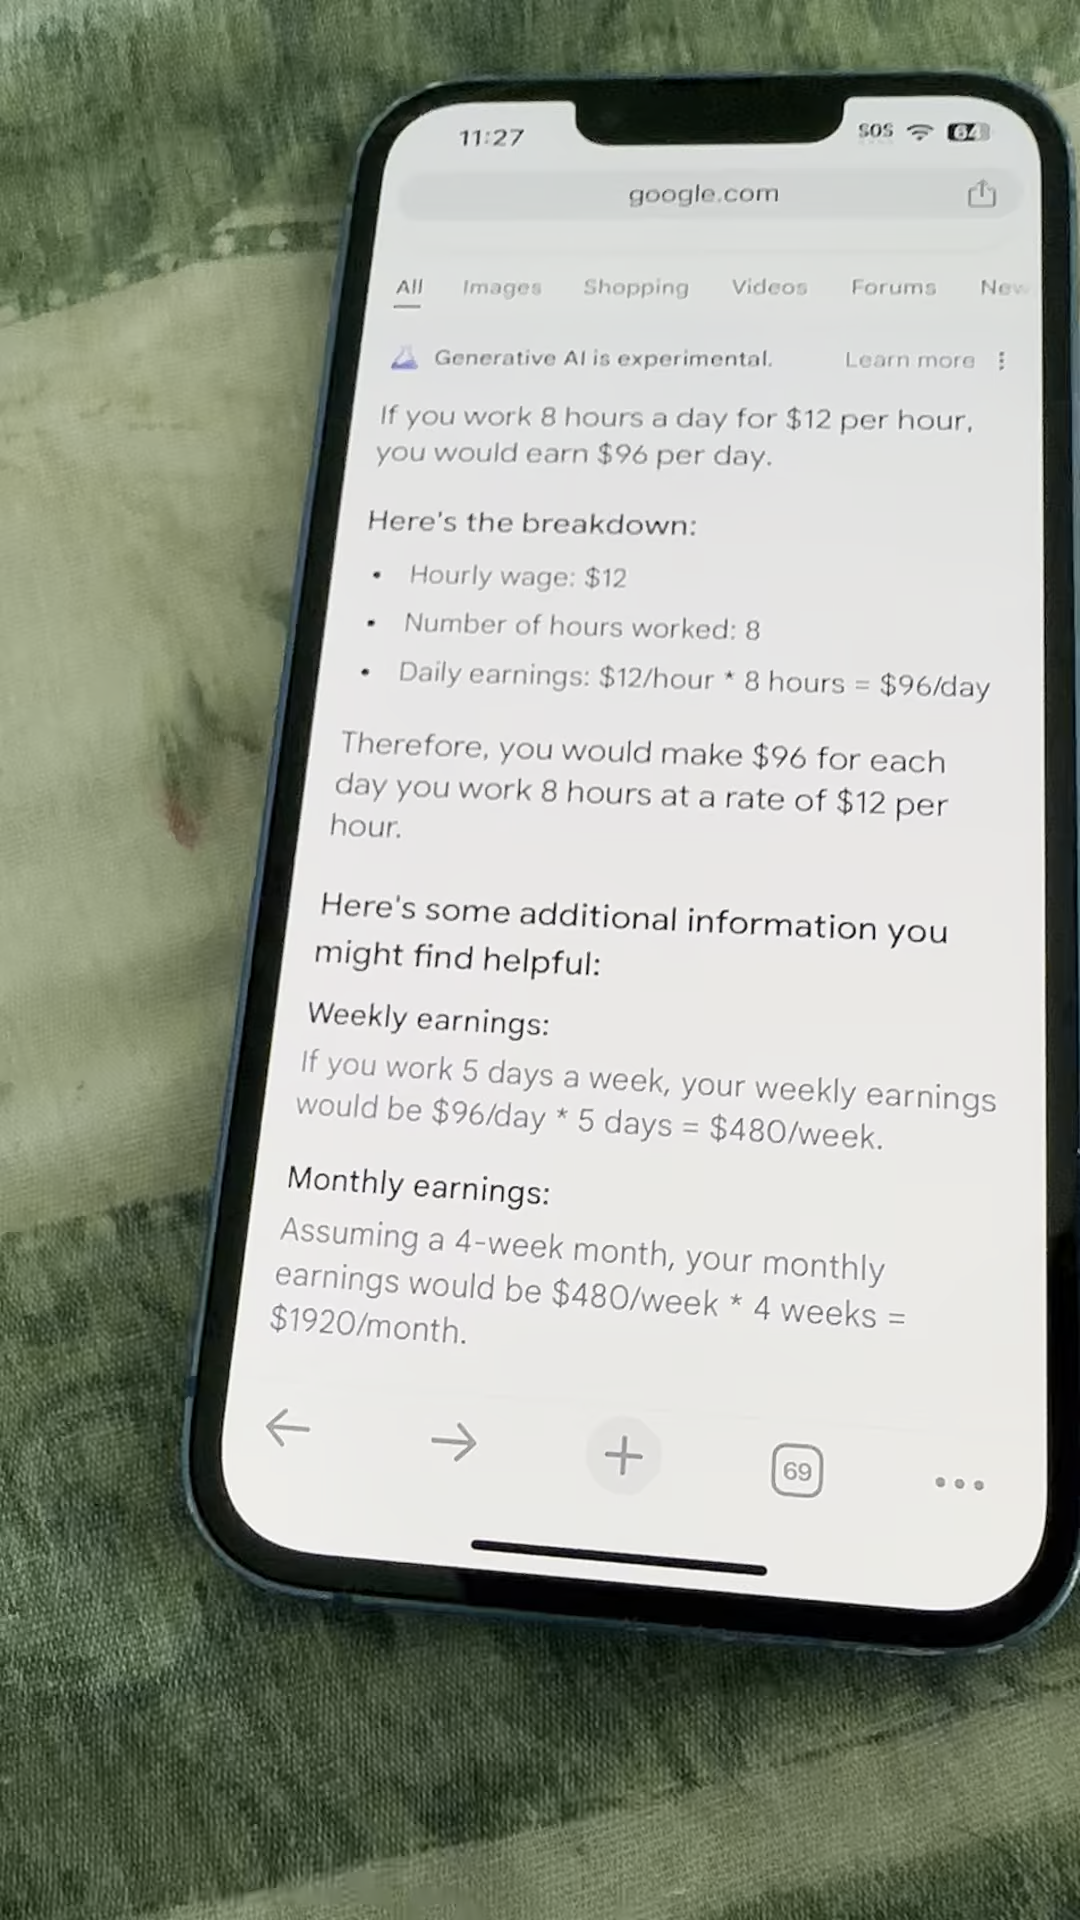 11:27 SOS 64
google.com
All Images Shopping Videos Forums New
Generative AI is experimental. Learn more
If you work 8 hours a day for $12 per hour,
you would earn $96 per day.
Here's the breakdown:
• Hourly wage: $12
• Number of hours worked: 8
• Daily earnings: $12/hour * 8 hours = $96/day
Therefore, you would make $96 for each
day you work 8 hours at a rate of $12 per
hour.
Here's some additional information you
might find helpful:
Weekly earnings:
If you work 5 days a week, your weekly earnings
would be $96/day * 5 days = $480/week.
Monthly earnings:
Assuming a 4-week month, your monthly
earnings would be $480/week * 4 weeks =
$1920/month.
69